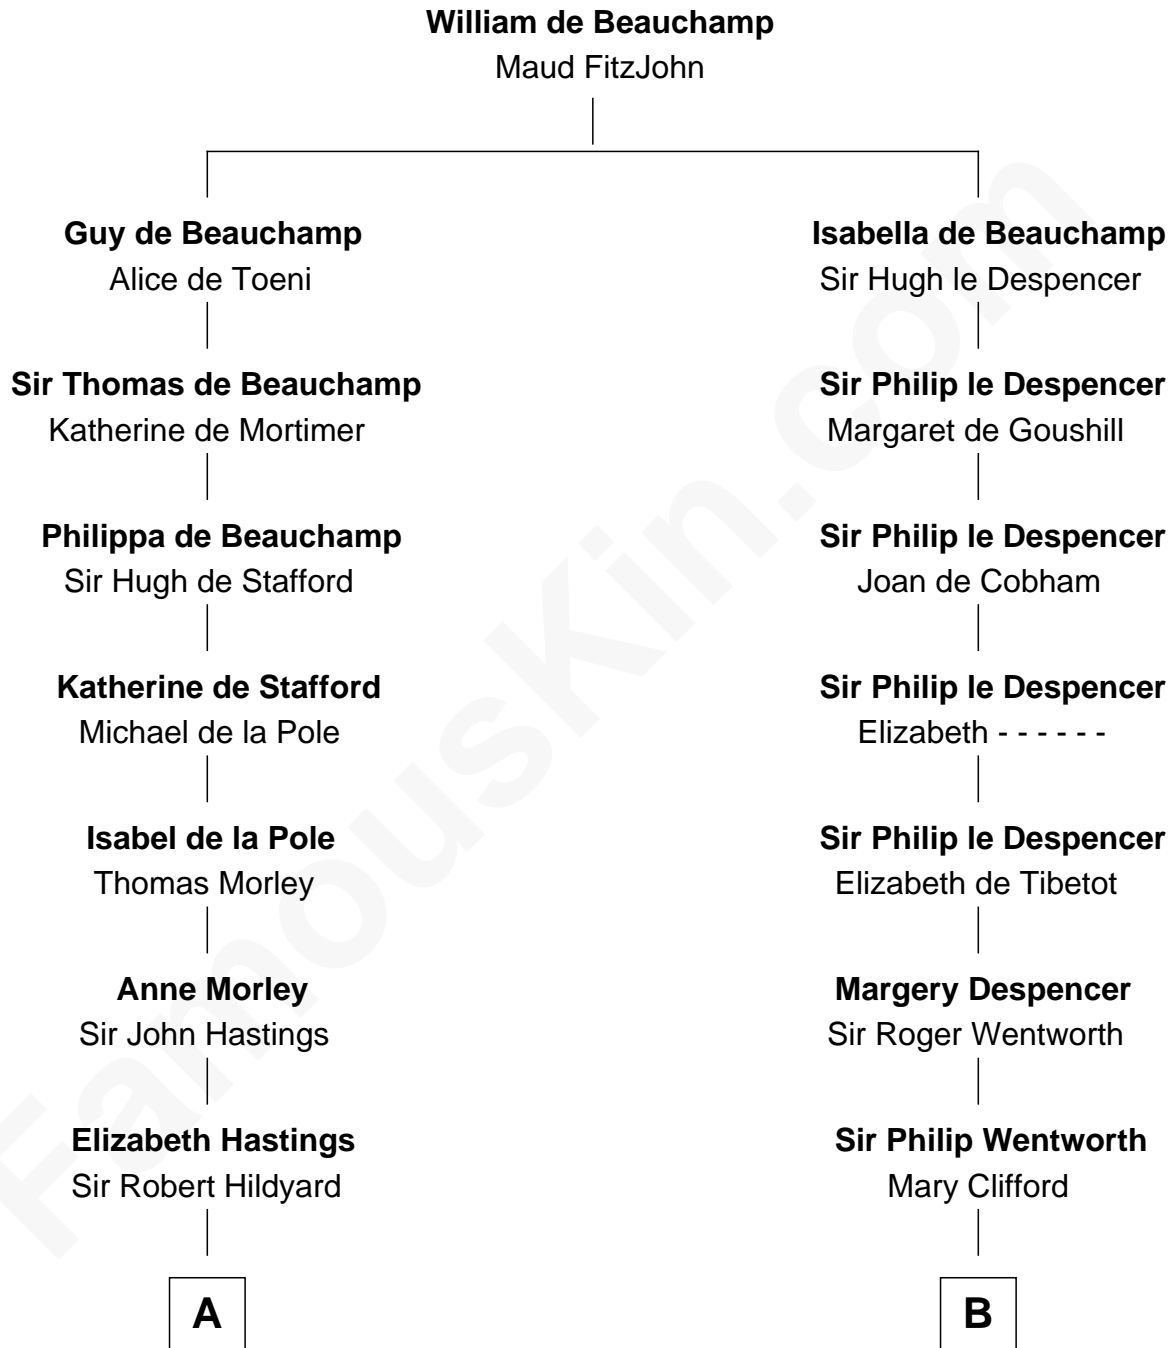 William de Beauchamp
Maud FitzJohn
Guy de Beauchamp
Alice de Toeni
Sir Thomas de Beauchamp
Katherine de Mortimer
Philippa de Beauchamp
Sir Hugh de Stafford
Katherine de Stafford
Michael de la Pole
Isabel de la Pole
Thomas Morley
Anne Morley
Sir John Hastings
Elizabeth Hastings
Sir Robert Hildyard
A
Isabella de Beauchamp
Sir Hugh le Despencer
Sir Philip le Despencer
Margaret de Goushill
Sir Philip le Despencer
Joan de Cobham
Sir Philip le Despencer
Elizabeth - - - - - -
Sir Philip le Despencer
Elizabeth de Tibetot
Margery Despencer
Sir Roger Wentworth
Sir Philip Wentworth
Mary Clifford
B
FamousKin.com